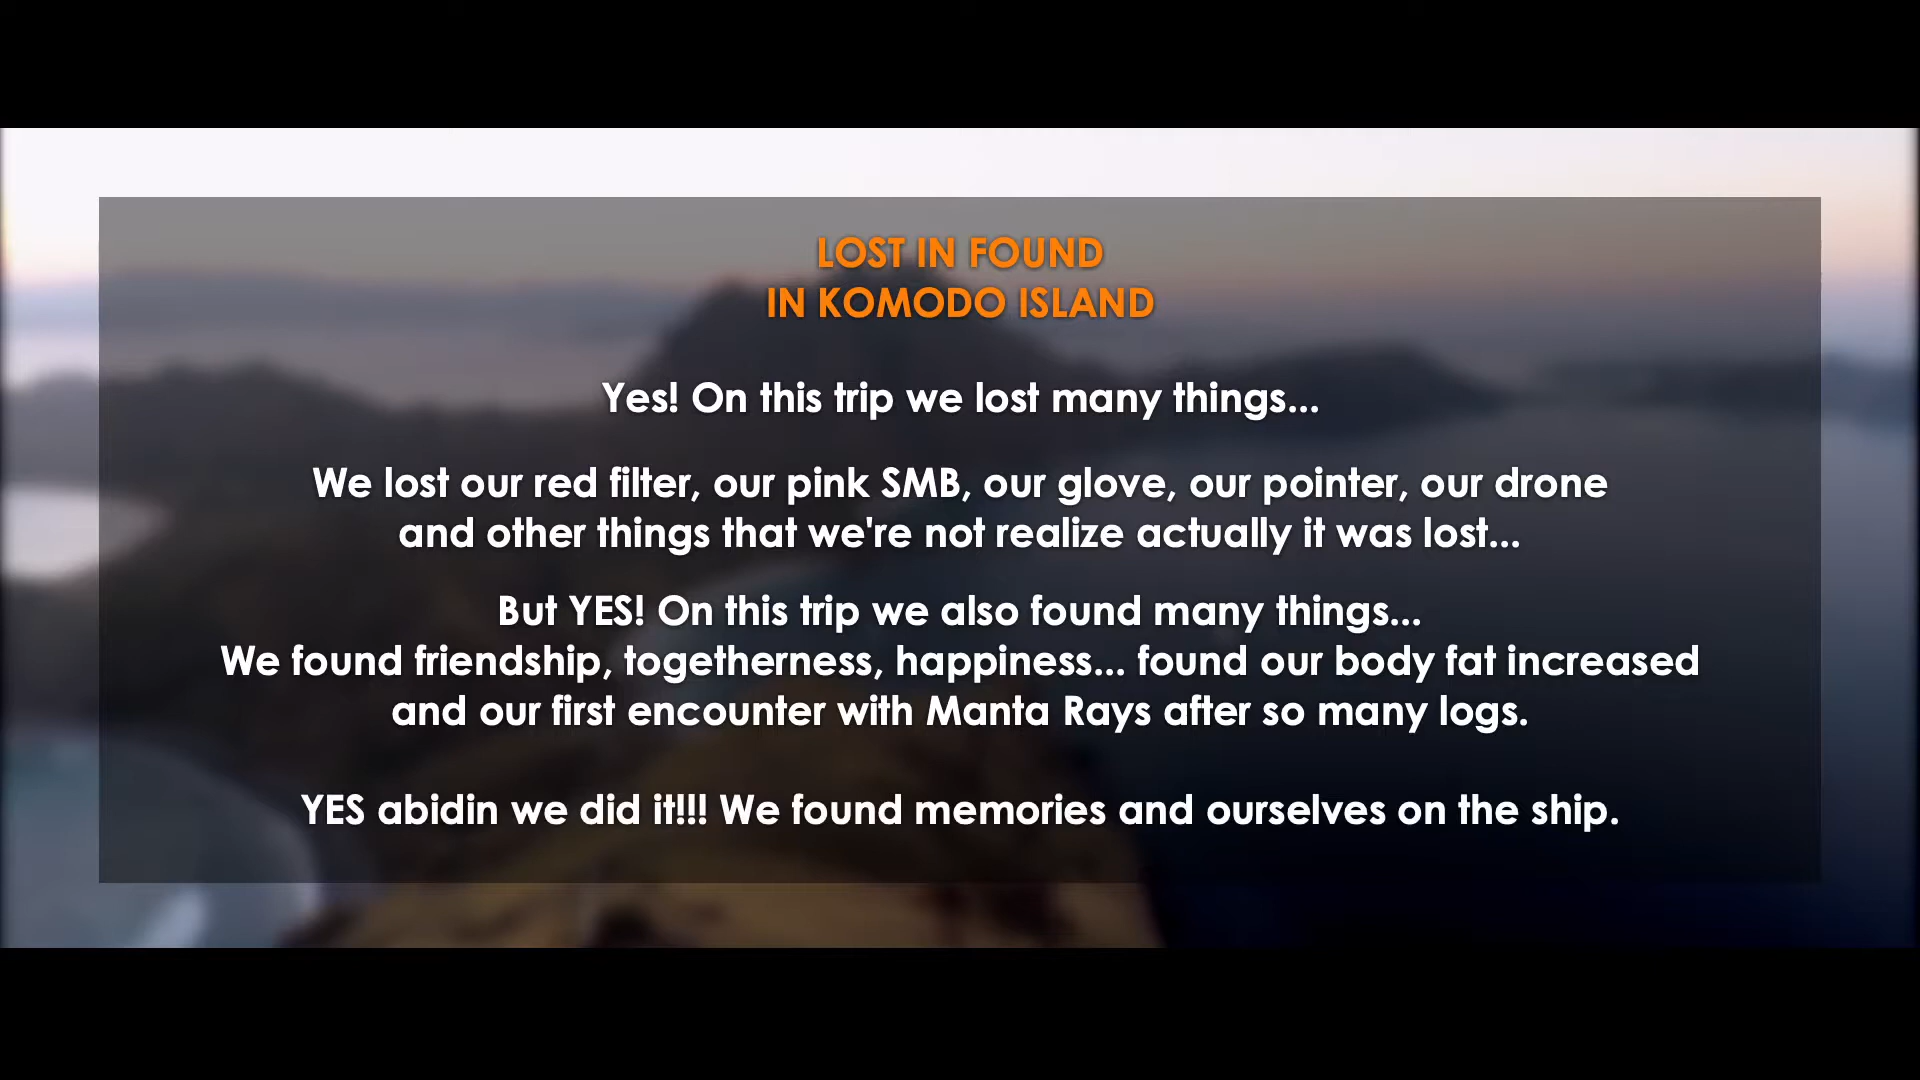 LOST IN FOUND
IN KOMODO ISLAND
Yes! On this trip we lost many things...
We lost our red filter, our pink SMB, our glove, our pointer, our drone
and other things that we're not realize actually it was lost...
But YES! On this trip we also found many things...
We found friendship, togetherness, happiness... found our body fat increased
and our first encounter with Manta Rays after so many logs.
YES abidin we did it!!! We found memories and ourselves on the ship.